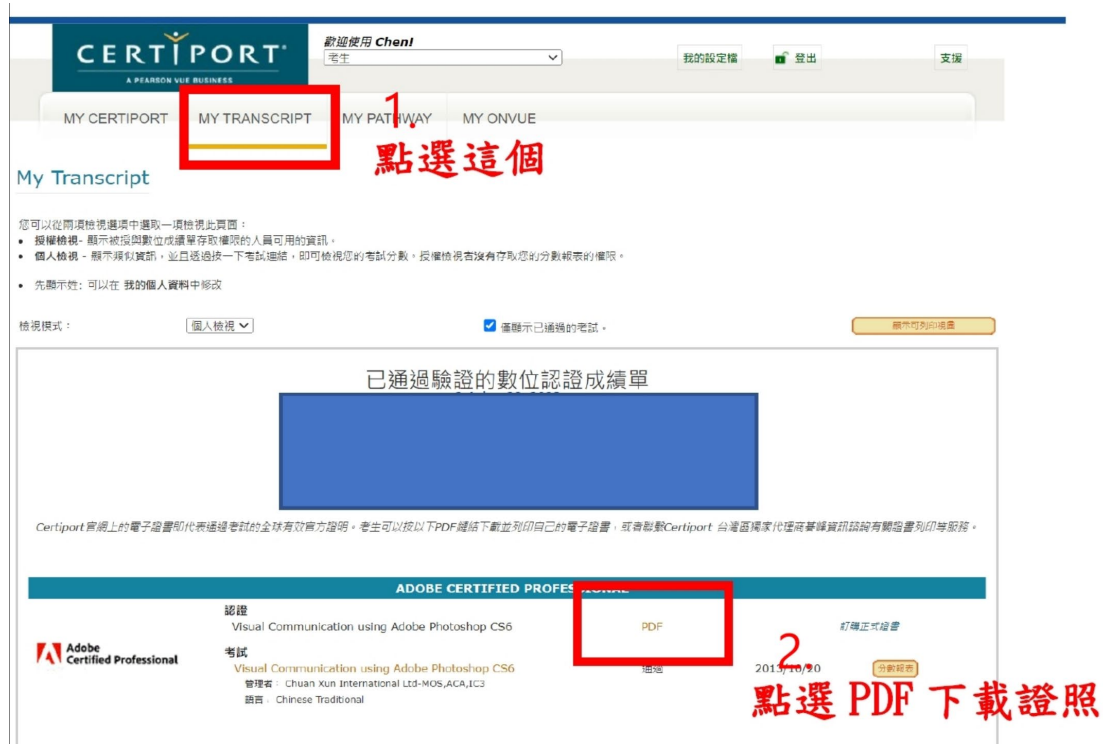 CERTIPORT
A PEARSON VUE BUSINESS
歡迎使用 Chen!
考生
我的設定檔
登出
支援
MY CERTIPORT
MY TRANSCRIPT
MY PATHWAY
MY ONVUE
1.
點選這個
My Transcript
您可以從兩項檢視選項中選取一項檢視此頁面：
• 授權檢視- 顯示被授與數位成績單存取權限的人員可用的資訊。
• 個人檢視 - 顯示類似資訊，並且透過按一下考試連結，即可檢視您的考試分數。授權檢視者沒有存取您的分數報表的權限。
• 先顯示姓: 可以在 我的個人資料中修改
檢視模式：
個人檢視
僅顯示已通過的考試。
顯示可列印視圖
已通過驗證的數位認證成績單
Certiport官網上的電子證書即代表通過考試的全球有效官方證明。考生可以按以下PDF鏈結下載並列印自己的電子證書，或者聯繫Certiport 台灣區獨家代理商碁峰資訊諮詢有關證書列印等服務。
ADOBE CERTIFIED PROFESSIONAL
認證
Visual Communication using Adobe Photoshop CS6
PDF
訂購正式證書
Adobe
Certified Professional
考試
Visual Communication using Adobe Photoshop CS6
通過
2013/10/20
分數報表
管理者： Chuan Xun International Ltd-MOS,ACA,IC3
語言： Chinese Traditional
2.
點選 PDF 下載證照